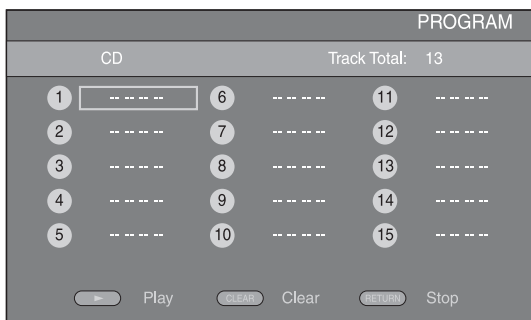 PROGRAM
CD Track Total: 13
1 -- -- -- -- 6 -- -- -- -- 11 -- -- -- --
2 -- -- -- -- 7 -- -- -- -- 12 -- -- -- --
3 -- -- -- -- 8 -- -- -- -- 13 -- -- -- --
4 -- -- -- -- 9 -- -- -- -- 14 -- -- -- --
5 -- -- -- -- 10 -- -- -- -- 15 -- -- -- --
► Play CLEAR Clear RETURN Stop